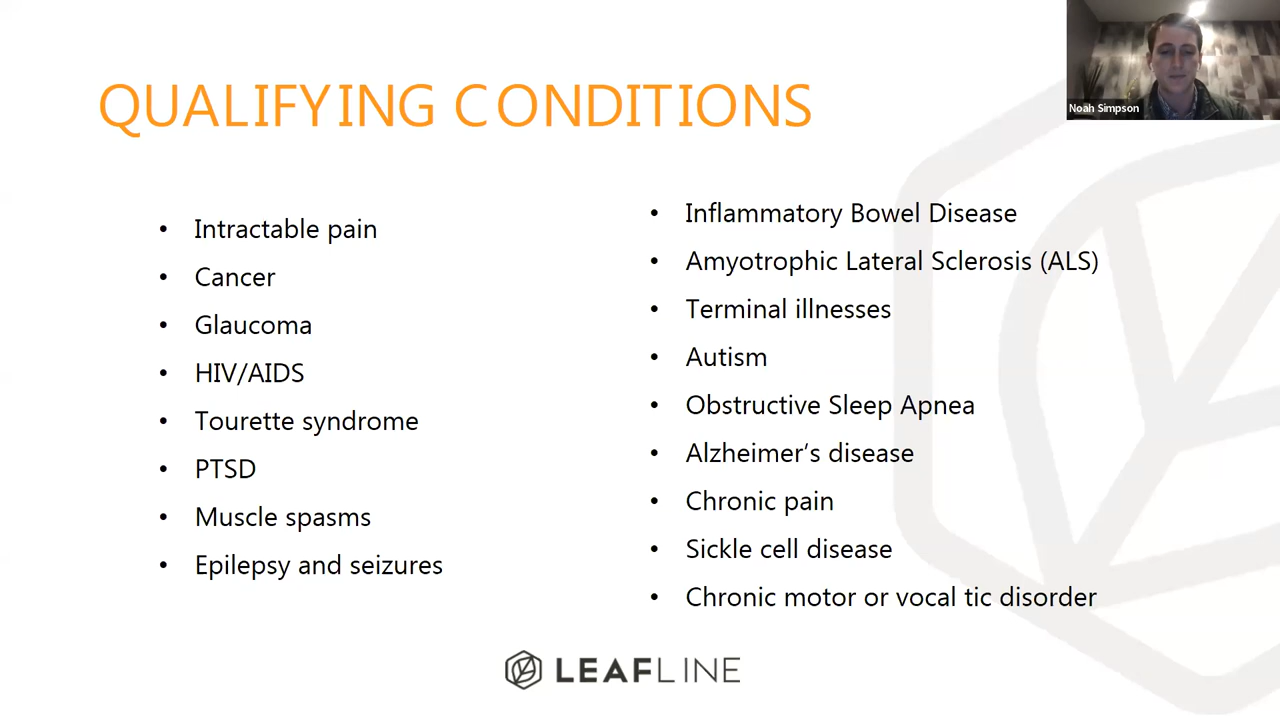 QUALIFYING CONDITIONS
Noah Simpson
• Intractable pain
• Cancer
• Glaucoma
• HIV/AIDS
• Tourette syndrome
• PTSD
• Muscle spasms
• Epilepsy and seizures
• Inflammatory Bowel Disease
• Amyotrophic Lateral Sclerosis (ALS)
• Terminal illnesses
• Autism
• Obstructive Sleep Apnea
• Alzheimer’s disease
• Chronic pain
• Sickle cell disease
• Chronic motor or vocal tic disorder
LEAFLINE